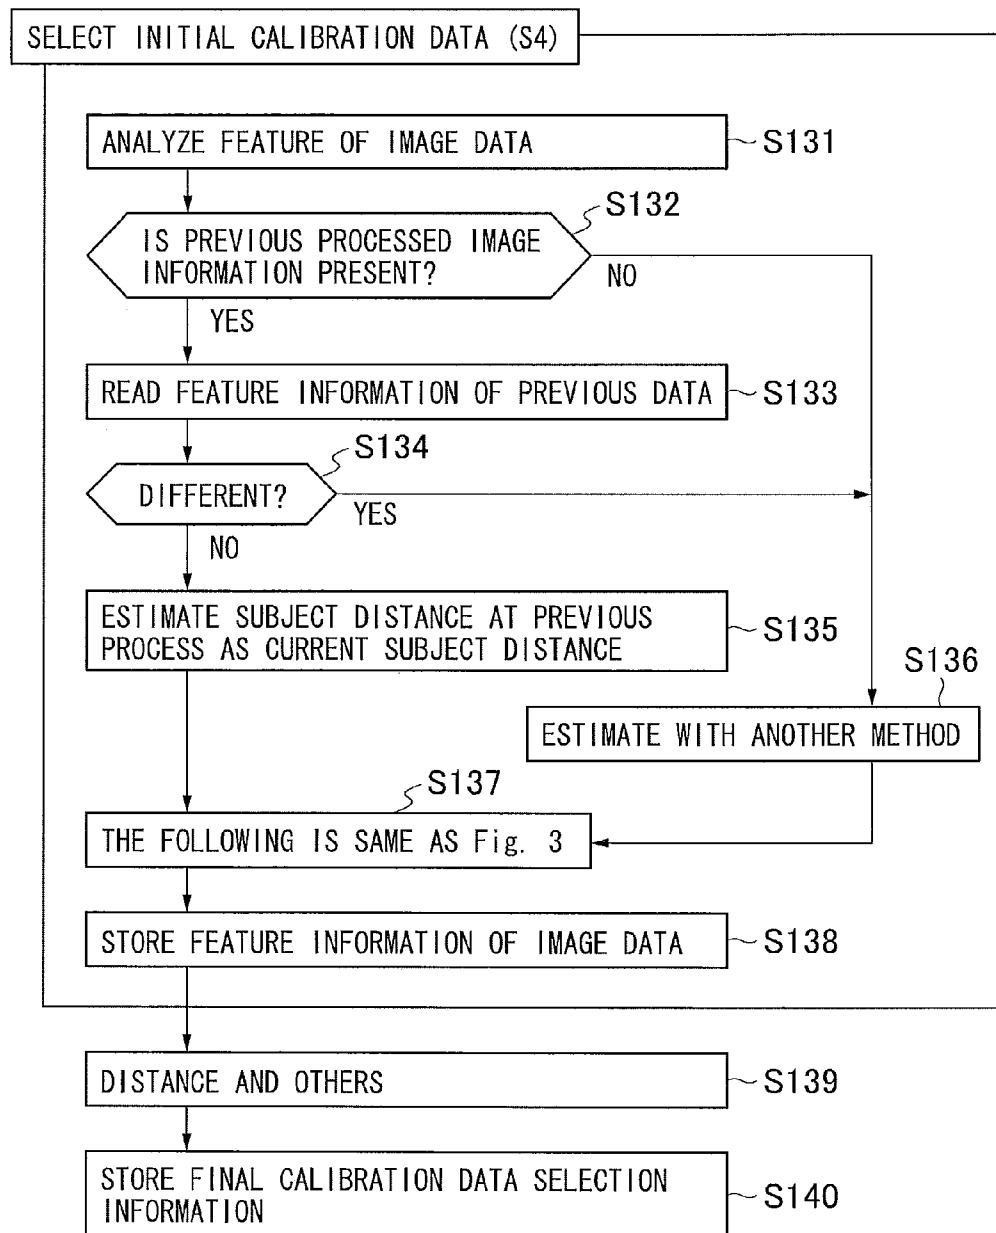 SELECT INITIAL CALIBRATION DATA (S4)
ANALYZE FEATURE OF IMAGE DATA
S131
S132
IS PREVIOUS PROCESSED IMAGE
INFORMATION PRESENT?
NO
YES
READ FEATURE INFORMATION OF PREVIOUS DATA
S133
S134
DIFFERENT?
YES
NO
ESTIMATE SUBJECT DISTANCE AT PREVIOUS
PROCESS AS CURRENT SUBJECT DISTANCE
S135
S136
ESTIMATE WITH ANOTHER METHOD
S137
THE FOLLOWING IS SAME AS Fig. 3
STORE FEATURE INFORMATION OF IMAGE DATA
S138
DISTANCE AND OTHERS
S139
STORE FINAL CALIBRATION DATA SELECTION
INFORMATION
S140